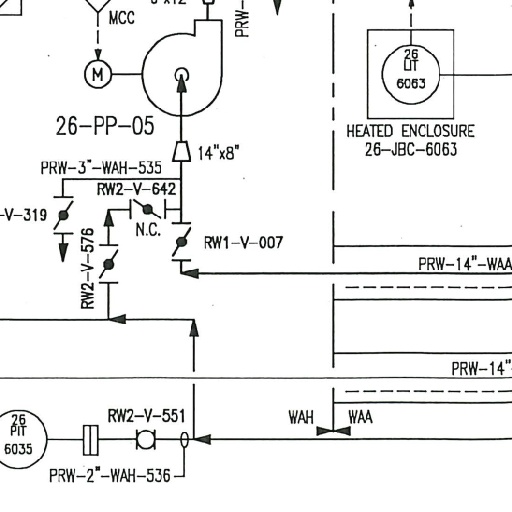 MCC
PRW-
M
26
LIT
6063
26-PP-05
HEATED ENCLOSURE
26-JBC-6063
14"x8"
PRW-3"-WAH-535
RW2-V-642
-V-319
N.C.
RW1-V-007
RW2-V-576
PRW-14"-WAA
PRW-14"-
26
PIT
6035
RW2-V-551
WAH
WAA
PRW-2"-WAH-536